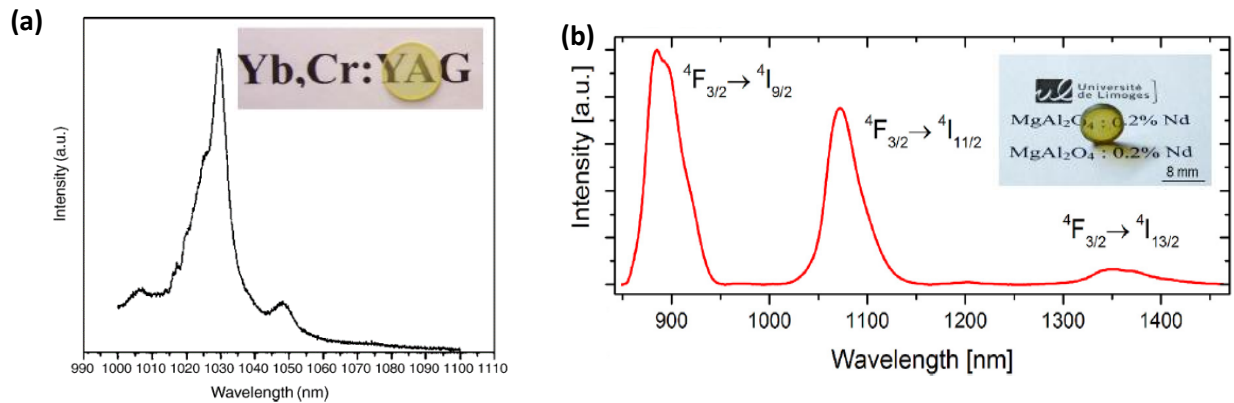 (a)
Yb,Cr:YAG
Intensity (a.u.)
990 1000 1010 1020 1030 1040 1050 1060 1070 1080 1090 1100 1110
Wavelength (nm)
(b)
⁴F₃/₂→ ⁴I₉/₂
⁴F₃/₂→ ⁴I₁₁/₂
⁴F₃/₂→ ⁴I₁₃/₂
Université
de Limoges
MgAl₂O₄ : 0.2% Nd
MgAl₂O₄ : 0.2% Nd
8 mm
Intensity [a.u.]
900 1000 1100 1200 1300 1400
Wavelength [nm]